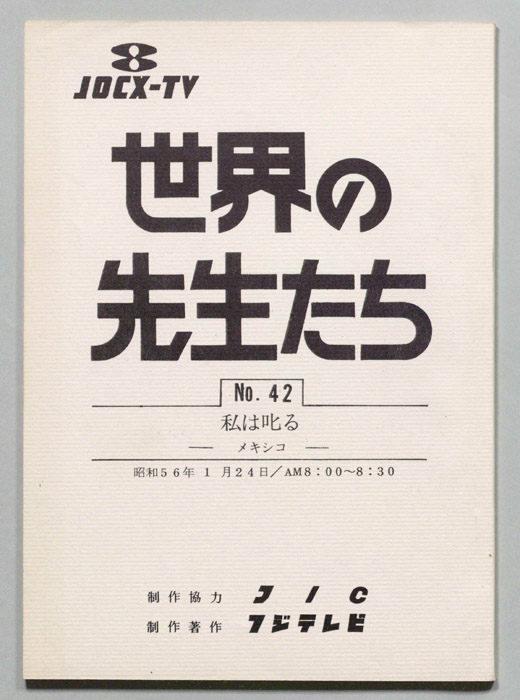 8
JOCX-TV
世界の
先生たち
No. 42
私は叱る
── メキシコ ──
昭和56年 1 月24日／AM8：00〜8：30
制作協力 JIC
制作著作 フジテレビ